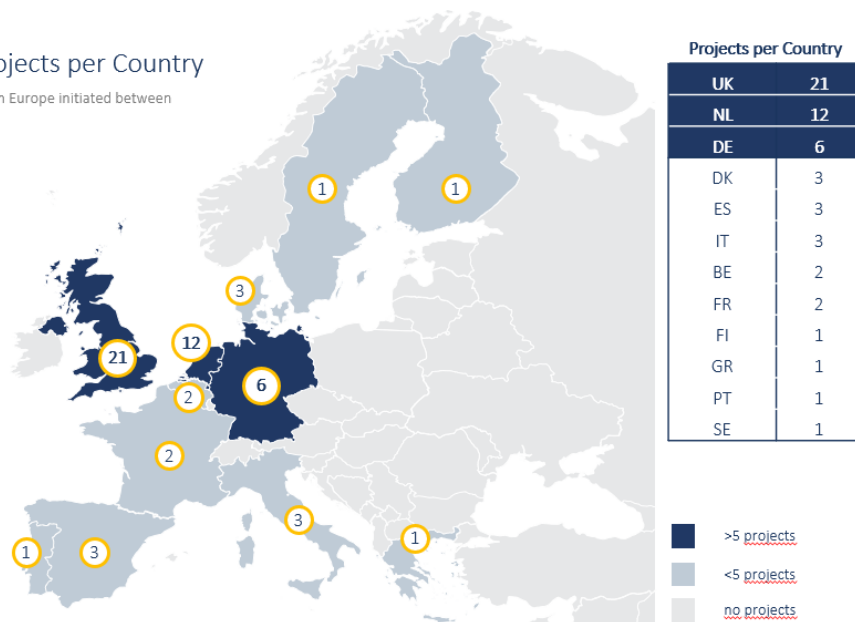 ojects per Country
n Europe initiated between
Projects per Country
UK 21
NL 12
DE 6
DK 3
ES 3
IT 3
BE 2
FR 2
FI 1
GR 1
PT 1
SE 1
1
1
3
12
21
6
2
2
3
1
1
3
>5 projects
<5 projects
no projects